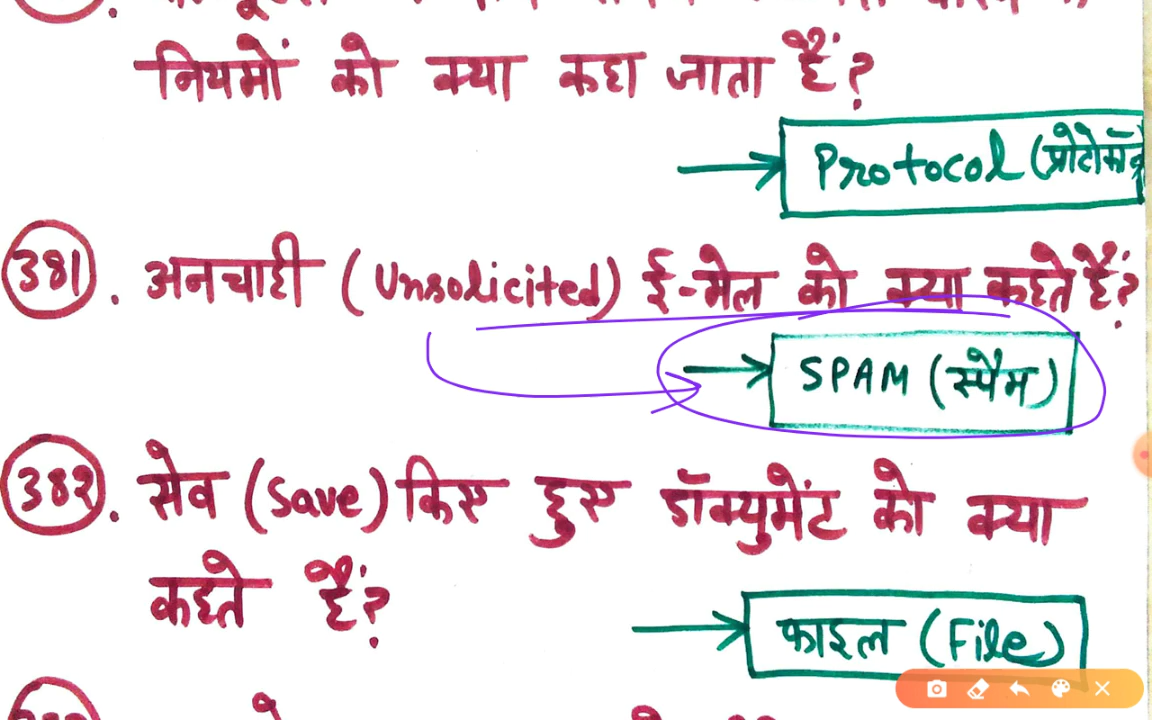 नियमों को क्या कहा जाता है?
Protocol (प्रोटोकॉल
381. अनचाही (Unsolicited) ई-मेल को क्या कहते हैं?
SPAM (स्पैम)
382. सेव (Save) किए हुए डॉक्युमेंट को क्या
कहते हैं?
फाइल (File)